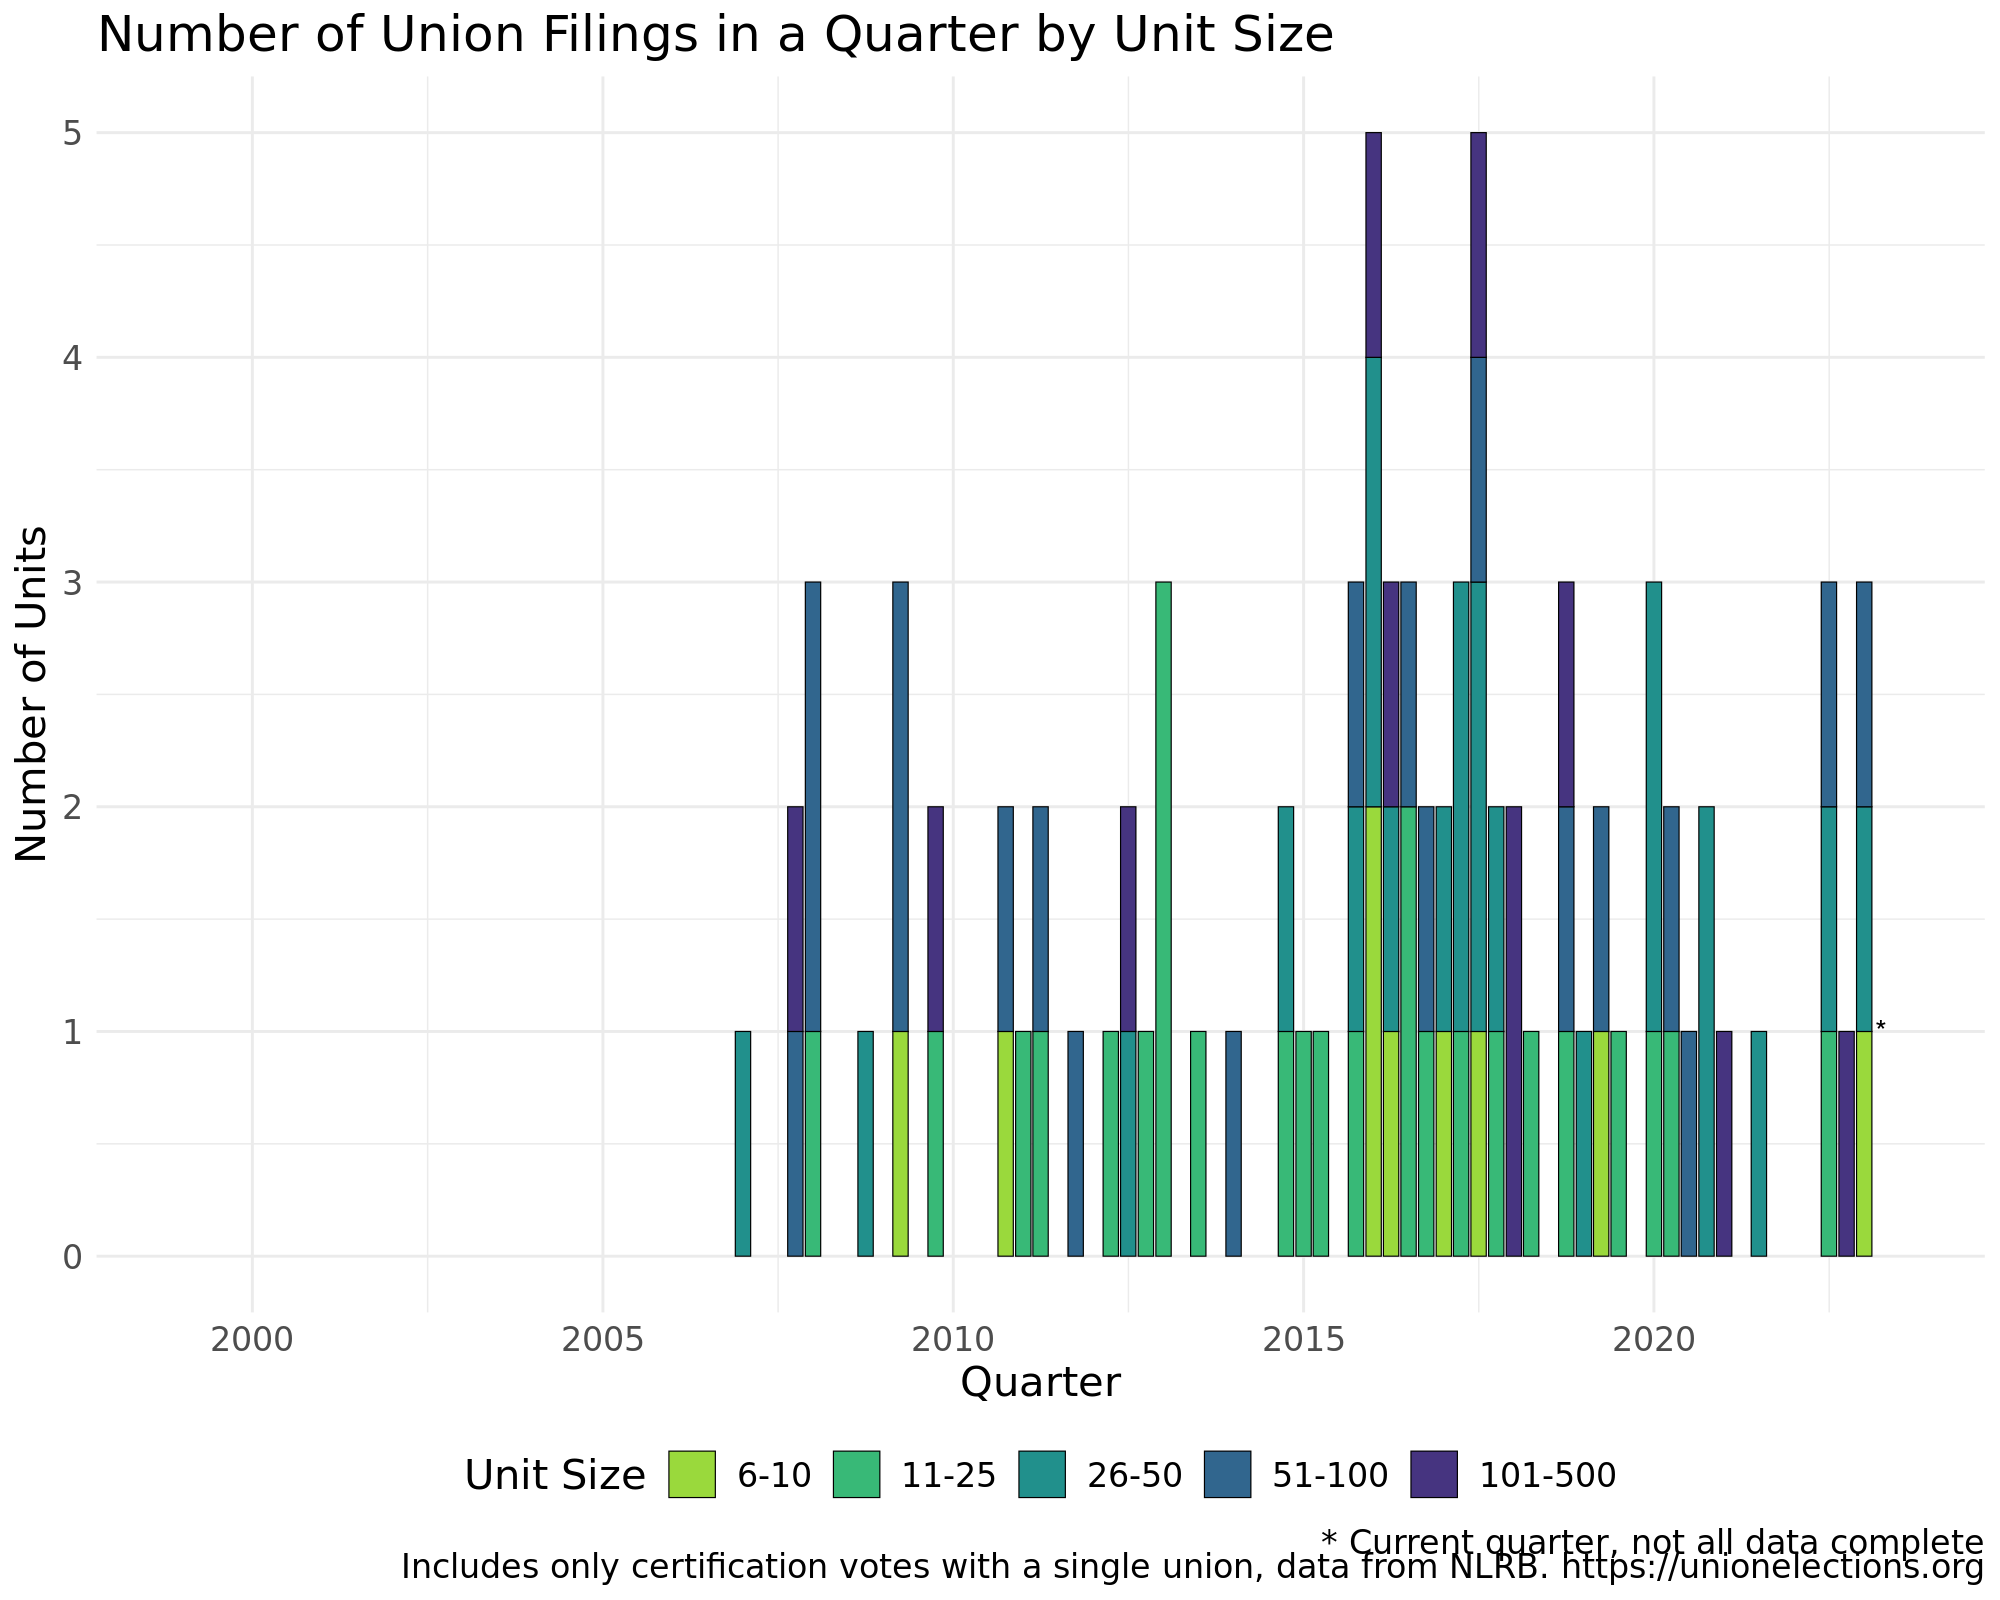 Number of Union Filings in a Quarter by Unit Size
Number of Units
5
4
3
2
1
0
*
2000 2005 2010 2015 2020
Quarter
Unit Size 6-10 11-25 26-50 51-100 101-500
* Current quarter, not all data complete
Includes only certification votes with a single union, data from NLRB. https://unionelections.org